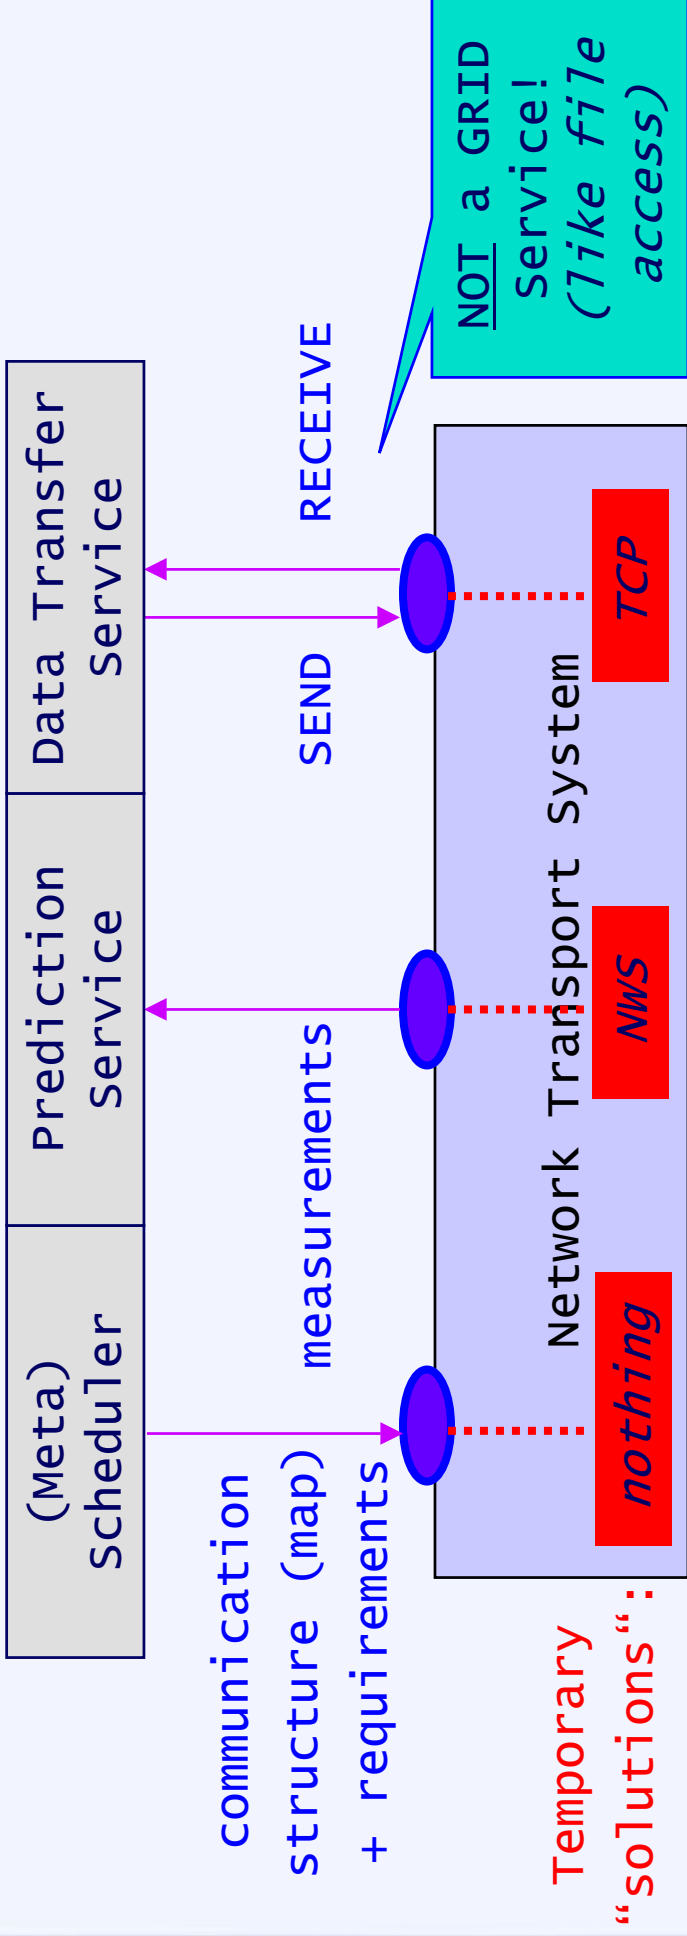 (Meta)
Scheduler
Prediction
Service
Data Transfer
Service
communication
structure (map)
+ requirements
measurements
SEND
RECEIVE
NOT a GRID
Service!
(like file
access)
Network Transport System
Temporary
“solutions“:
nothing
NWS
TCP